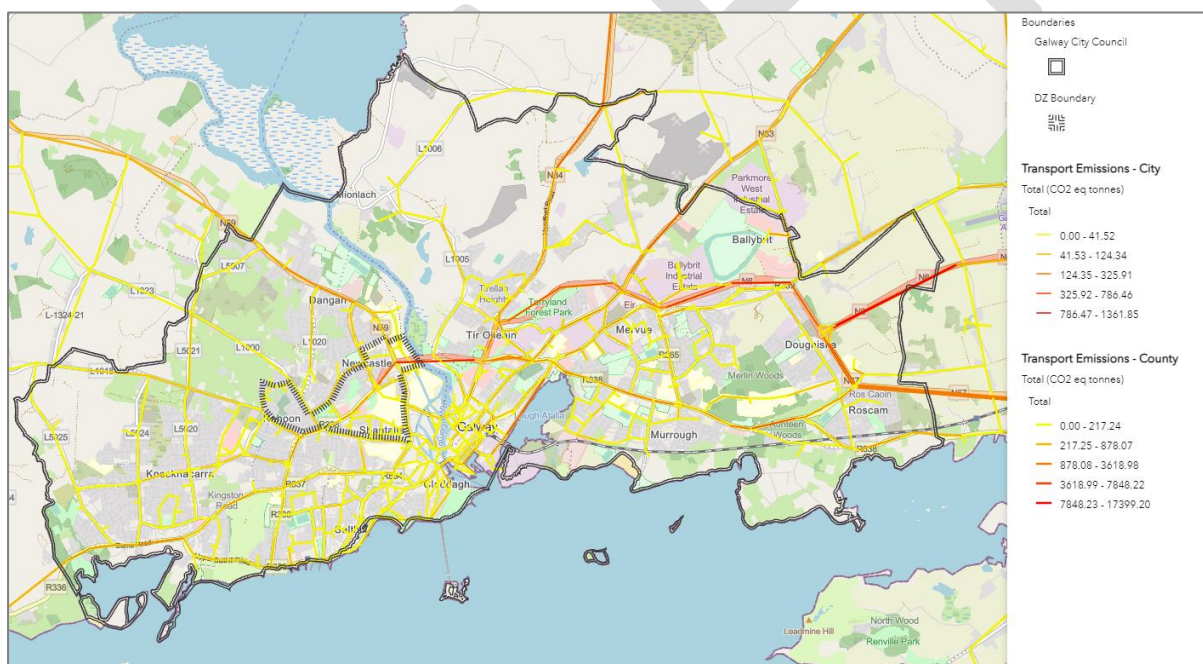 Boundaries
Galway City Council
DZ Boundary
Transport Emissions - City
Total (CO2 eq tonnes)
Total
0.00 - 41.52
41.53 - 124.34
124.35 - 325.91
325.92 - 786.46
786.47 - 1361.85
Transport Emissions - County
Total (CO2 eq tonnes)
Total
0.00 - 217.24
217.25 - 878.07
878.08 - 3618.98
3618.99 - 7848.22
7848.23 - 17399.20
L1006
N84
N83
Parkmore
West
Industrial
Estate
Mionlach
N59
L5007
L1005
Ballybrit
L1323
Ballybrit
Industrial
Estate
N6
Dangan
Terryland
Forest Park
Eir
L-1324-21
L1020
N59
Mervue
L5021
L1000
Newcastle
R865
Doughiska
Merlin Woods
L1018
R338
N67
Ros Caoin
Roscam
Lough Atalia
Galway
Murrough
R338
L5025
L5024
L5020
Knocknacarra
Claddagh
R337
Kingston
Road
R336
North Wood
Renville Park
Leadmine Hill